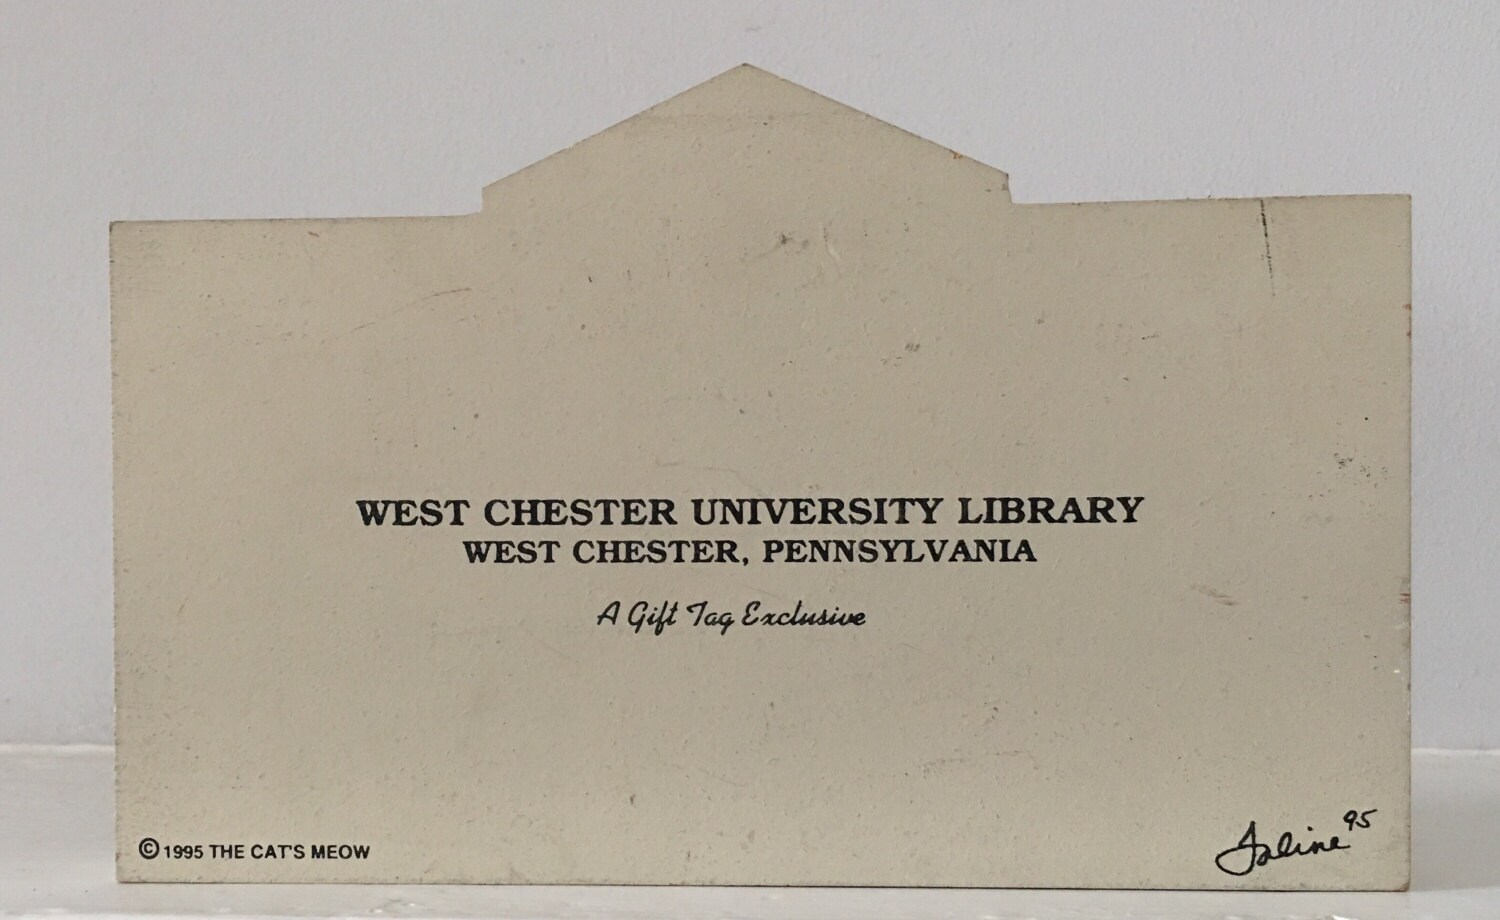 WEST CHESTER UNIVERSITY LIBRARY
WEST CHESTER, PENNSYLVANIA
A Gift Tag Exclusive
© 1995 THE CAT'S MEOW
Faline 95